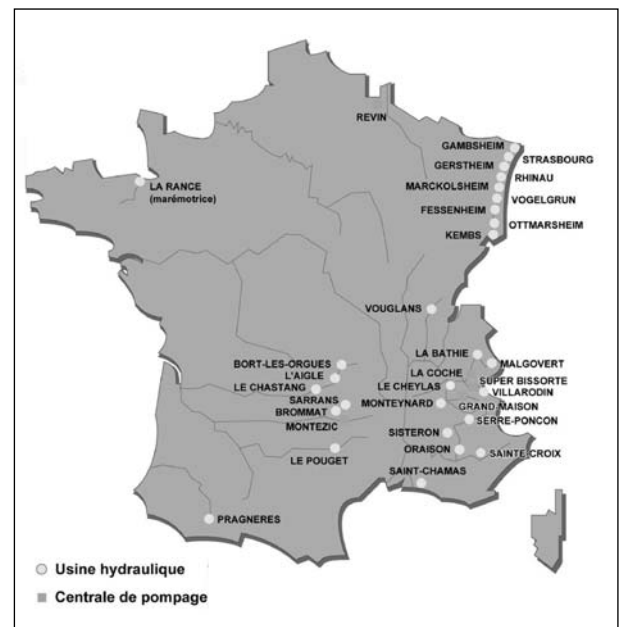 REVIN
GAMBSHEIM
STRASBOURG
GERSTHEIM
RHINAU
MARCKOLSHEIM
VOGELGRUN
FESSENHEIM
OTTMARSHEIM
KEMBS
LA RANCE
(marémotrice)
VOUGLANS
LA BATHIE
MALGOVERT
BORT-LES-ORGUES
L'AIGLE
LA COCHE
SUPER BISSORTE
LE CHASTANG
LE CHEYLAS
VILLARODIN
SARRANS
MONTEYNARD
GRAND MAISON
BROMMAT
SERRE-PONCON
MONTEZIC
SISTERON
ORAISON
SAINTE CROIX
LE POUGET
SAINT-CHAMAS
PRAGNERES
Usine hydraulique
Centrale de pompage